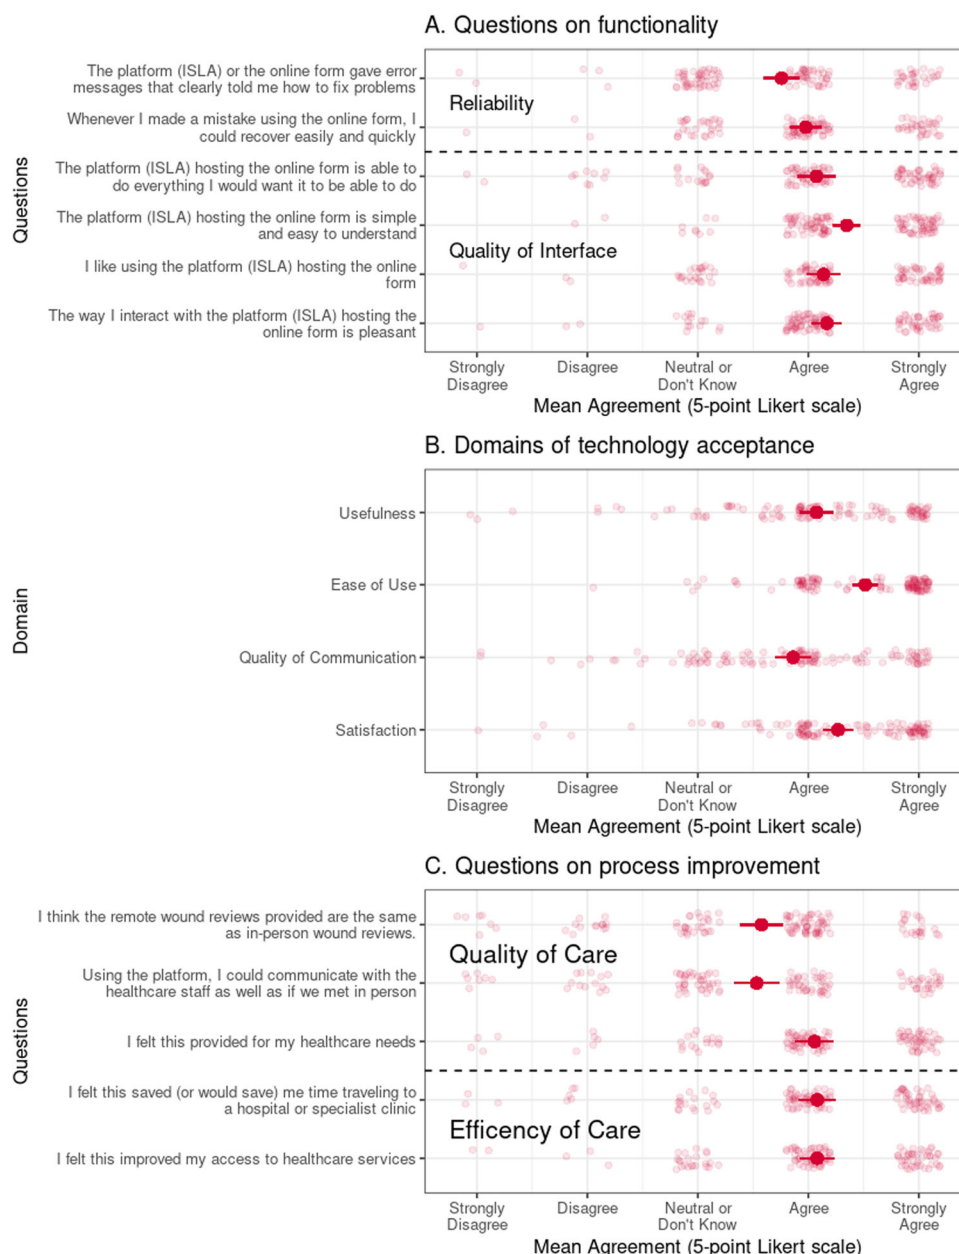 A. Questions on functionality
The platform (ISLA) or the online form gave error
messages that clearly told me how to fix problems
Reliability
Whenever I made a mistake using the online form, I
could recover easily and quickly
Questions
The platform (ISLA) hosting the online form is able to
do everything I would want it to be able to do
The platform (ISLA) hosting the online form is simple
and easy to understand
Quality of Interface
I like using the platform (ISLA) hosting the online
form
The way I interact with the platform (ISLA) hosting the
online form is pleasant
Strongly Disagree Neutral or Agree Strongly
Disagree Don't Know Agree
Mean Agreement (5-point Likert scale)
B. Domains of technology acceptance
Usefulness
Ease of Use
Domain
Quality of Communication
Satisfaction
Strongly Disagree Neutral or Agree Strongly
Disagree Don't Know Agree
Mean Agreement (5-point Likert scale)
C. Questions on process improvement
I think the remote wound reviews provided are the same
as in-person wound reviews.
Quality of Care
Using the platform, I could communicate with the
healthcare staff as well as if we met in person
Questions
I felt this provided for my healthcare needs
I felt this saved (or would save) me time traveling to
a hospital or specialist clinic
Efficency of Care
I felt this improved my access to healthcare services
Strongly Disagree Neutral or Agree Strongly
Disagree Don't Know Agree
Mean Agreement (5-point Likert scale)